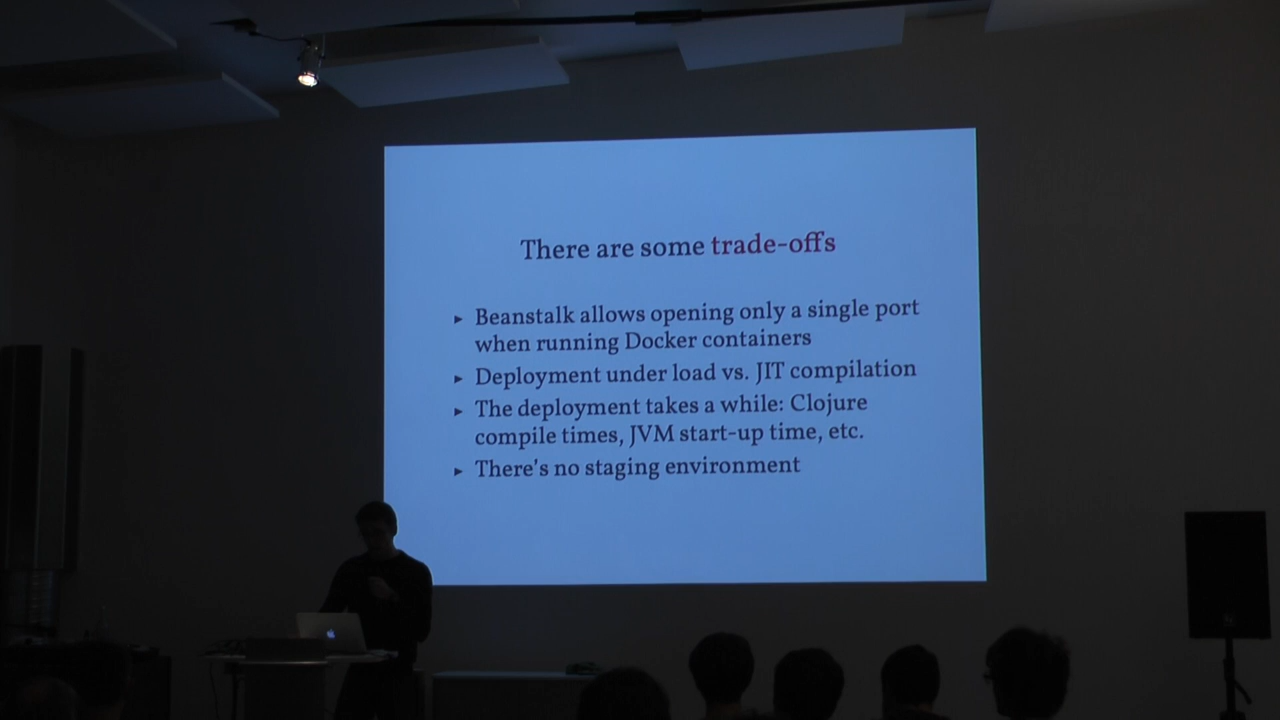 There are some trade-offs
▸ Beanstalk allows opening only a single port
when running Docker containers
▸ Deployment under load vs. JIT compilation
▸ The deployment takes a while: Clojure
compile times, JVM start-up time, etc.
▸ There's no staging environment